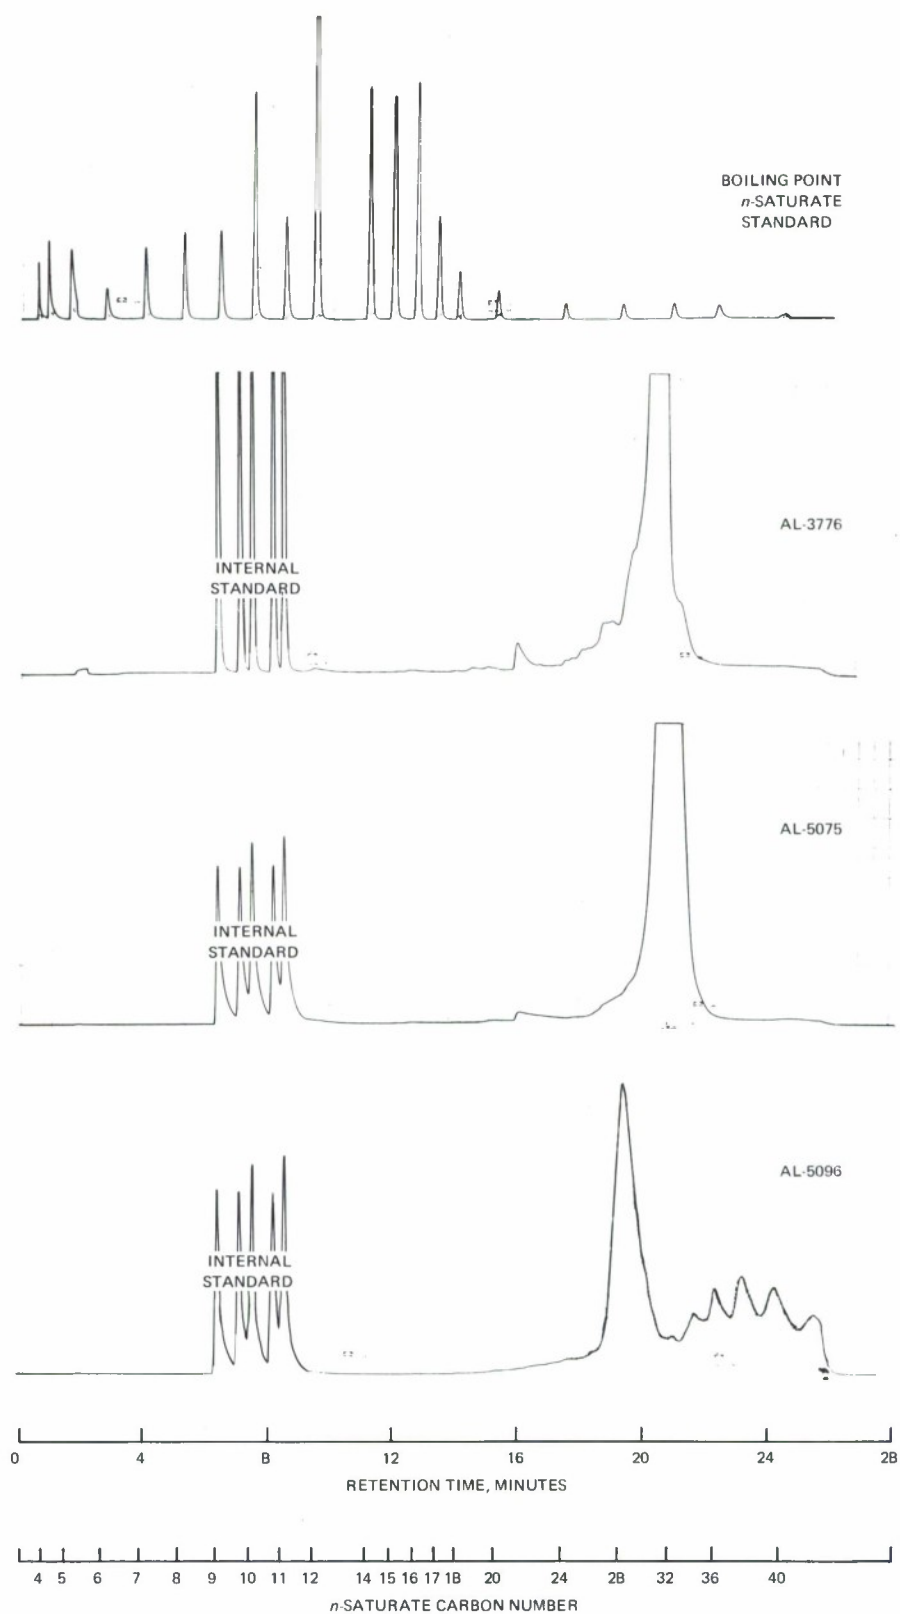 BOILING POINT
n-SATURATE
STANDARD
AL-3776
INTERNAL
STANDARD
AL-5075
INTERNAL
STANDARD
AL-5096
INTERNAL
STANDARD
0 4 8 12 16 20 24 28
RETENTION TIME, MINUTES
4 5 6 7 8 9 10 11 12 14 15 16 17 18 20 24 28 32 36 40
n-SATURATE CARBON NUMBER